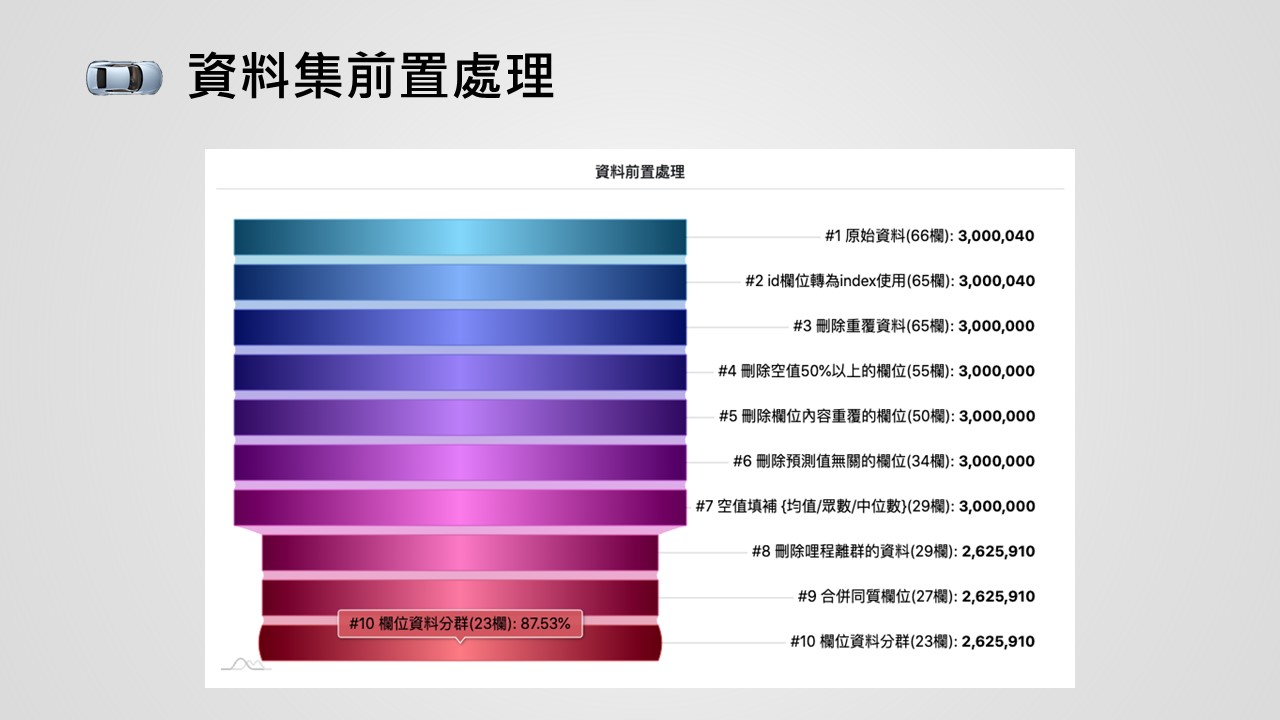 資料集前置處理
資料前置處理
#1 原始資料(66欄): 3,000,040
#2 id欄位轉為index使用(65欄): 3,000,040
#3 刪除重覆資料(65欄): 3,000,000
#4 刪除空值50%以上的欄位(55欄): 3,000,000
#5 刪除欄位內容重覆的欄位(50欄): 3,000,000
#6 刪除預測值無關的欄位(34欄): 3,000,000
#7 空值填補 {均值/眾數/中位數}(29欄): 3,000,000
#8 刪除哩程離群的資料(29欄): 2,625,910
#9 合併同質欄位(27欄): 2,625,910
#10 欄位資料分群(23欄): 87.53%
#10 欄位資料分群(23欄): 2,625,910